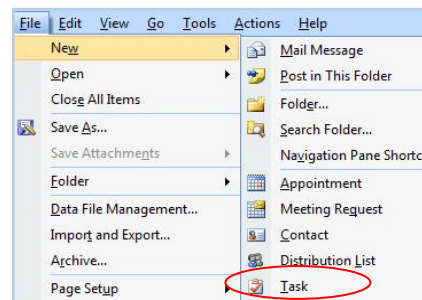 File Edit View Go Tools Actions Help
New
Open
Close All Items
Save As...
Save Attachments
Folder
Data File Management...
Import and Export...
Archive...
Page Setup
Mail Message
Post in This Folder
Folder...
Search Folder...
Navigation Pane Shortc
Appointment
Meeting Request
Contact
Distribution List
Task